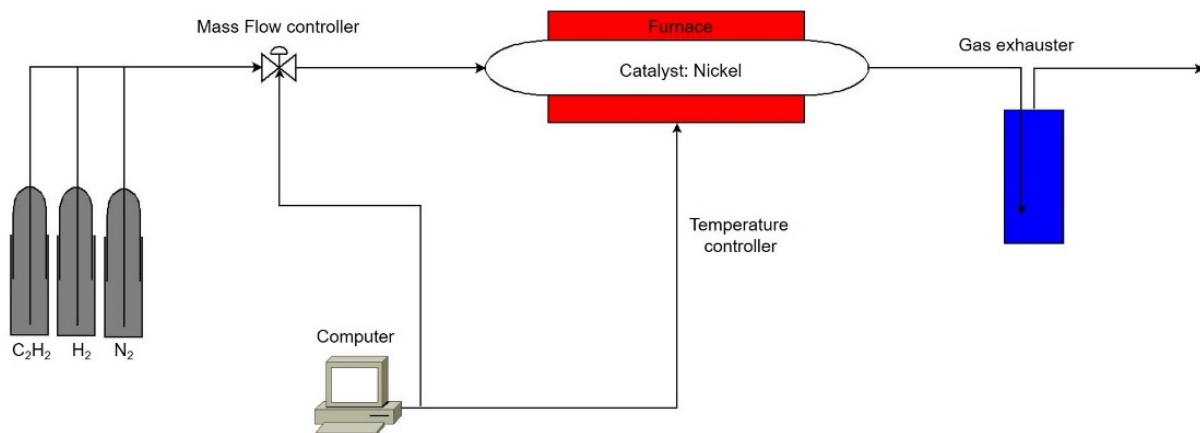 Mass Flow controller
Furnace
Gas exhauster
Catalyst: Nickel
Temperature
controller
Computer
C₂H₂
H₂
N₂